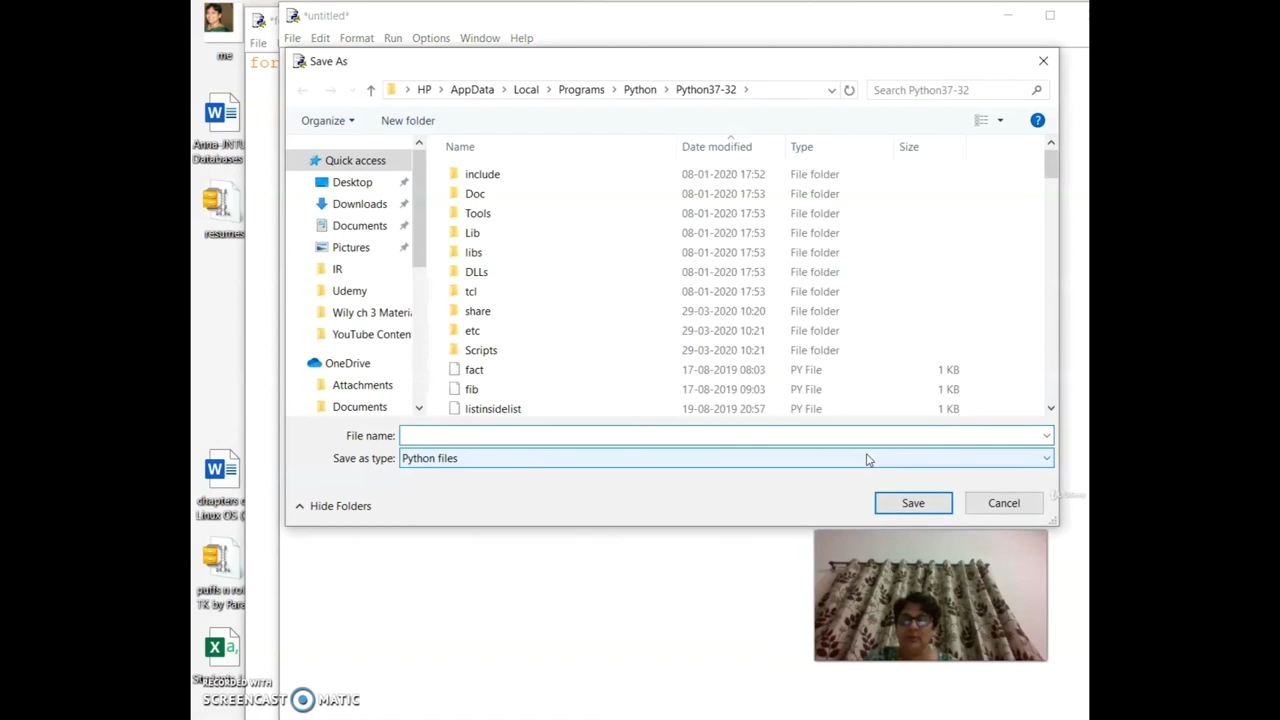 *untitled*
File Edit Format Run Options Window Help
me
File
for
Save As
HP > AppData > Local > Programs > Python > Python37-32 >
Search Python37-32
Organize
New folder
Name Date modified Type Size
Quick access
Desktop
Downloads
Documents
Pictures
IR
Udemy
Wily ch 3 Materi
YouTube Conten
OneDrive
Attachments
Documents
include 08-01-2020 17:52 File folder
Doc 08-01-2020 17:53 File folder
Tools 08-01-2020 17:53 File folder
Lib 08-01-2020 17:53 File folder
libs 08-01-2020 17:53 File folder
DLLs 08-01-2020 17:53 File folder
tcl 08-01-2020 17:53 File folder
share 29-03-2020 10:20 File folder
etc 29-03-2020 10:21 File folder
Scripts 29-03-2020 10:21 File folder
fact 17-08-2019 08:03 PY File 1 KB
fib 17-08-2019 09:03 PY File 1 KB
listinsidelist 19-08-2019 20:57 PY File 1 KB
File name:
Save as type: Python files
Hide Folders
Save
Cancel
Anna-JNTU
Databases
resumes
chapters o
Linux OS (
puffs n rol
TK by Para
RECORDED WITH
SCREENCAST MATIC